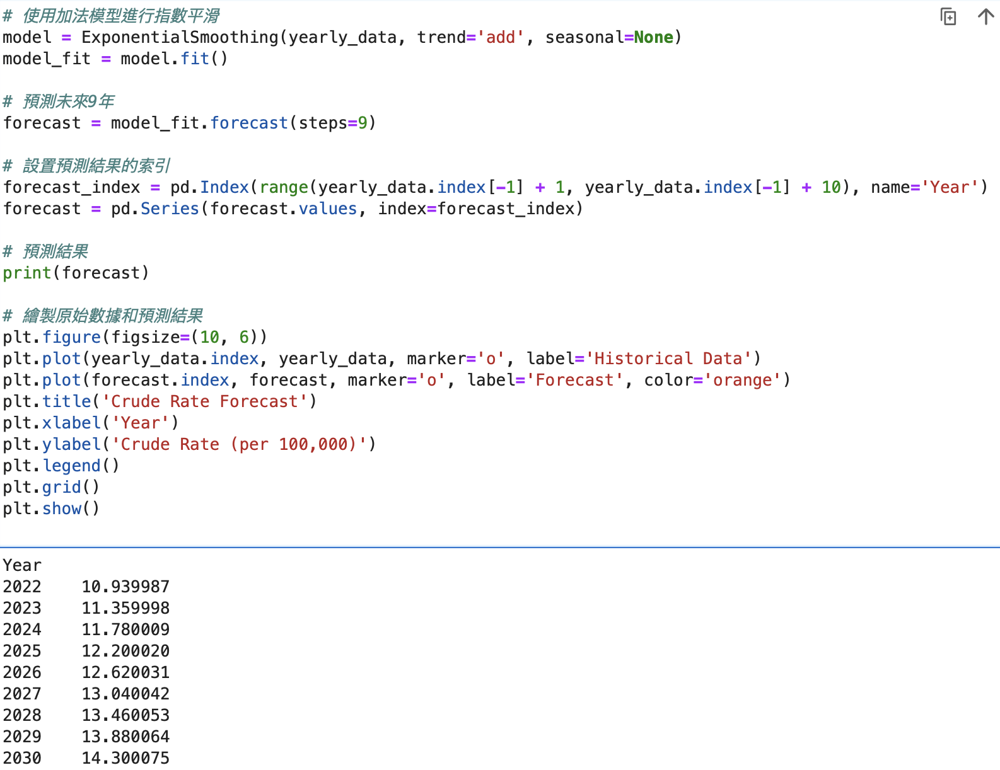 # 使用加法模型進行指數平滑
model = ExponentialSmoothing(yearly_data, trend='add', seasonal=None)
model_fit = model.fit()
# 預測未來9年
forecast = model_fit.forecast(steps=9)
# 設置預測結果的索引
forecast_index = pd.Index(range(yearly_data.index[-1] + 1, yearly_data.index[-1] + 10), name='Year')
forecast = pd.Series(forecast.values, index=forecast_index)
# 預測結果
print(forecast)
# 繪製原始數據和預測結果
plt.figure(figsize=(10, 6))
plt.plot(yearly_data.index, yearly_data, marker='o', label='Historical Data')
plt.plot(forecast.index, forecast, marker='o', label='Forecast', color='orange')
plt.title('Crude Rate Forecast')
plt.xlabel('Year')
plt.ylabel('Crude Rate (per 100,000)')
plt.legend()
plt.grid()
plt.show()
Year
2022    10.939987
2023    11.359998
2024    11.780009
2025    12.200020
2026    12.620031
2027    13.040042
2028    13.460053
2029    13.880064
2030    14.300075